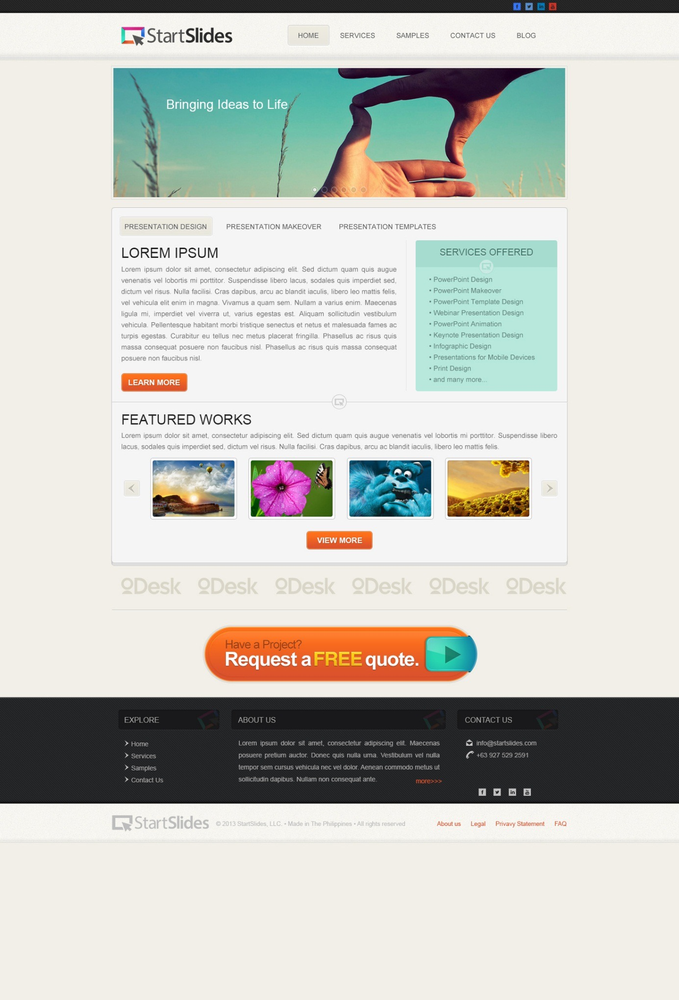 StartSlides
HOME SERVICES SAMPLES CONTACT US BLOG
Bringing Ideas to Life
PRESENTATION DESIGN PRESENTATION MAKEOVER PRESENTATION TEMPLATES
LOREM IPSUM
Lorem ipsum dolor sit amet, consectetur adipiscing elit. Sed dictum quam quis augue
venenatis vel lobortis mi porttitor. Suspendisse libero lacus, sodales quis imperdiet sed,
dictum vel risus. Nulla facilisi. Cras dapibus, arcu ac blandit iaculis, libero leo mattis felis,
vel vehicula elit enim in magna. Vivamus a quam sem. Nullam a varius enim. Maecenas
ligula mi, imperdiet vel viverra ut, varius egestas est. Aliquam sollicitudin vestibulum
vehicula. Pellentesque habitant morbi tristique senectus et netus et malesuada fames ac
turpis egestas. Curabitur eu tellus nec metus placerat fringilla. Phasellus ac risus quis
massa consequat posuere non faucibus nisl. Phasellus ac risus quis massa consequat
posuere non faucibus nisl.
LEARN MORE
SERVICES OFFERED
• PowerPoint Design
• PowerPoint Makeover
• PowerPoint Template Design
• Webinar Presentation Design
• PowerPoint Animation
• Keynote Presentation Design
• Infographic Design
• Presentations for Mobile Devices
• Print Design
• and many more...
FEATURED WORKS
Lorem ipsum dolor sit amet, consectetur adipiscing elit. Sed dictum quam quis augue venenatis vel lobortis mi porttitor. Suspendisse libero
lacus, sodales quis imperdiet sed, dictum vel risus. Nulla facilisi. Cras dapibus, arcu ac blandit iaculis, libero leo mattis felis.
VIEW MORE
oDesk oDesk oDesk oDesk oDesk oDesk
Have a Project?
Request a FREE quote.
EXPLORE
Home
Services
Samples
Contact Us
ABOUT US
Lorem ipsum dolor sit amet, consectetur adipiscing elit. Maecenas
posuere pretium auctor. Donec quis nulla urna. Vestibulum vel nulla
tempor sem cursus vehicula nec vel dolor. Aenean commodo metus ut
sollicitudin dapibus. Nullam non consequat ante.
more>>>
CONTACT US
info@startslides.com
+63 927 529 2591
StartSlides © 2013 StartSlides, LLC. • Made in The Philippines • All rights reserved About us Legal Privavy Statement FAQ